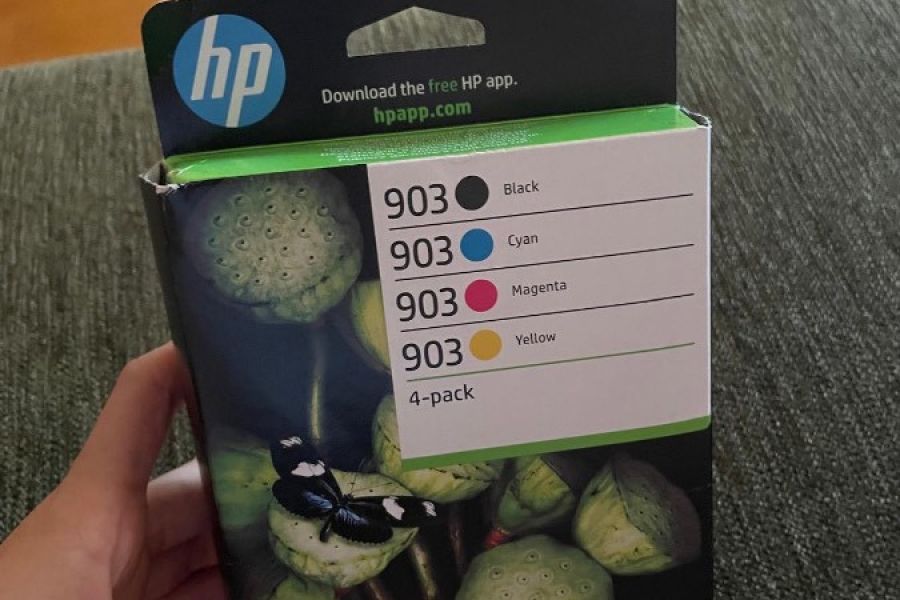 hp
Download the free HP app.
hpapp.com
903 Black
903 Cyan
903 Magenta
903 Yellow
4-pack